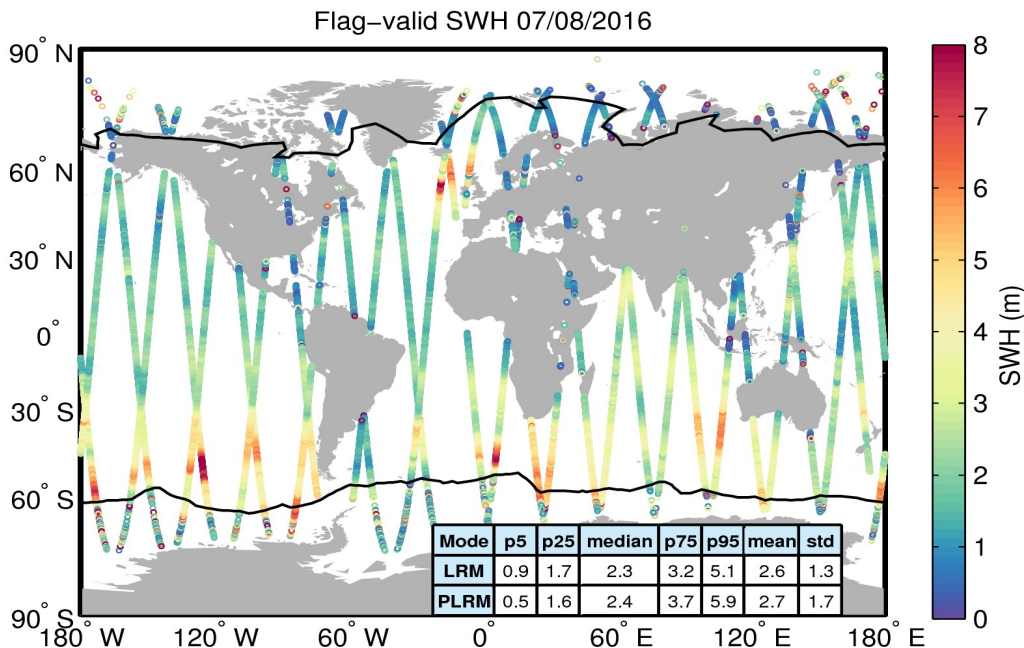 Flag−valid SWH 07/08/2016
90° N
60° N
30° N
0°
30° S
60° S
90° S
180° W
120° W
60° W
0°
60° E
120° E
180° E
Mode p5 p25 median p75 p95 mean std
LRM 0.9 1.7 2.3 3.2 5.1 2.6 1.3
PLRM 0.5 1.6 2.4 3.7 5.9 2.7 1.7
8
7
6
5
4
3
2
1
0
SWH (m)